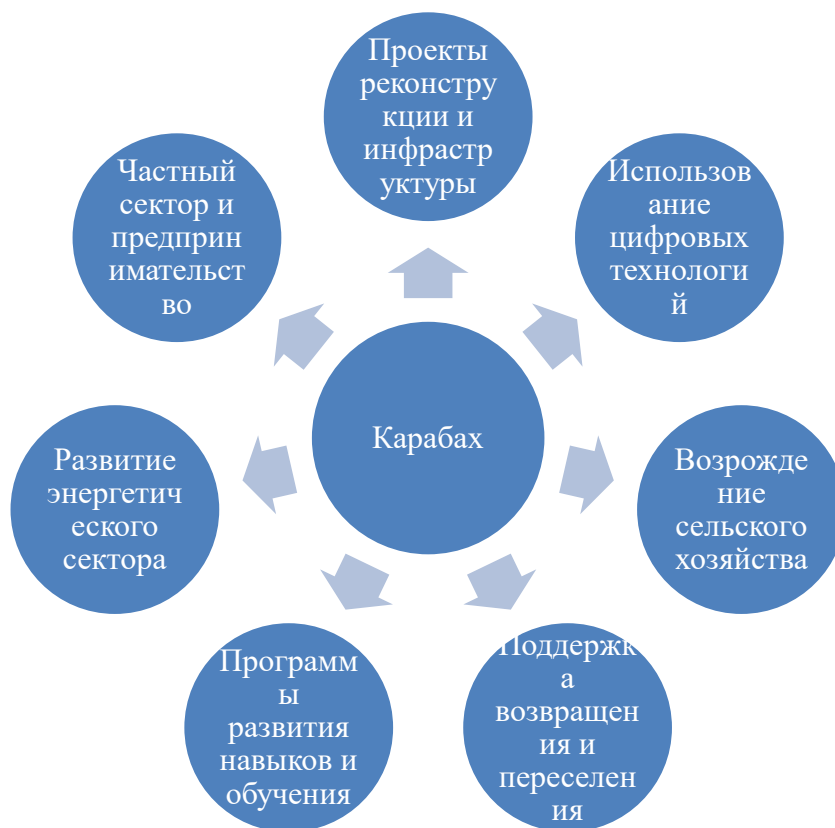 Проекты
реконстру
кции и
инфрастр
уктуры
Использов
ание
цифровых
технологи
й
Возрожде
ние
сельского
хозяйства
Поддержк
а
возвращен
ия и
переселен
ия
Программ
ы
развития
навыков и
обучения
Развитие
энергетич
еского
сектора
Частный
сектор и
предприн
имательст
во
Карабах